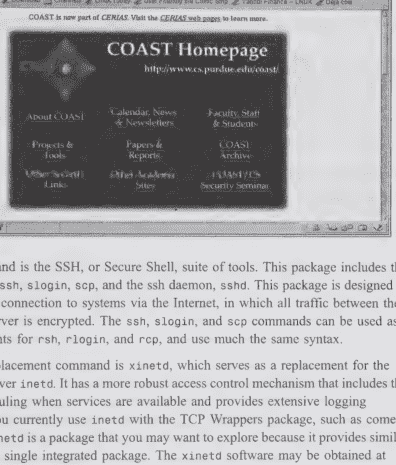 COAST is now part of CERIAS. Visit the CERIAS web pages to learn more.
COAST Homepage
http://www.cs.purdue.edu/coast/
About COAST
Calendar, News & Newsletters
Faculty, Staff & Students
Projects & Tools
Papers & Reports
COAST Archive
Other Security Links
Other Academic Sites
COAST/CS Security Seminar
and is the SSH, or Secure Shell, suite of tools. This package includes th
ssh, slogin, scp, and the ssh daemon, sshd. This package is designed
connection to systems via the Internet, in which all traffic between the
rver is encrypted. The ssh, slogin, and scp commands can be used as
nts for rsh, rlogin, and rcp, and use much the same syntax.
placement command is xinetd, which serves as a replacement for the
ver inetd. It has a more robust access control mechanism that includes th
uling when services are available and provides extensive logging
ou currently use inetd with the TCP Wrappers package, such as come
netd is a package that you may want to explore because it provides simil
single integrated package. The xinetd software may be obtained at